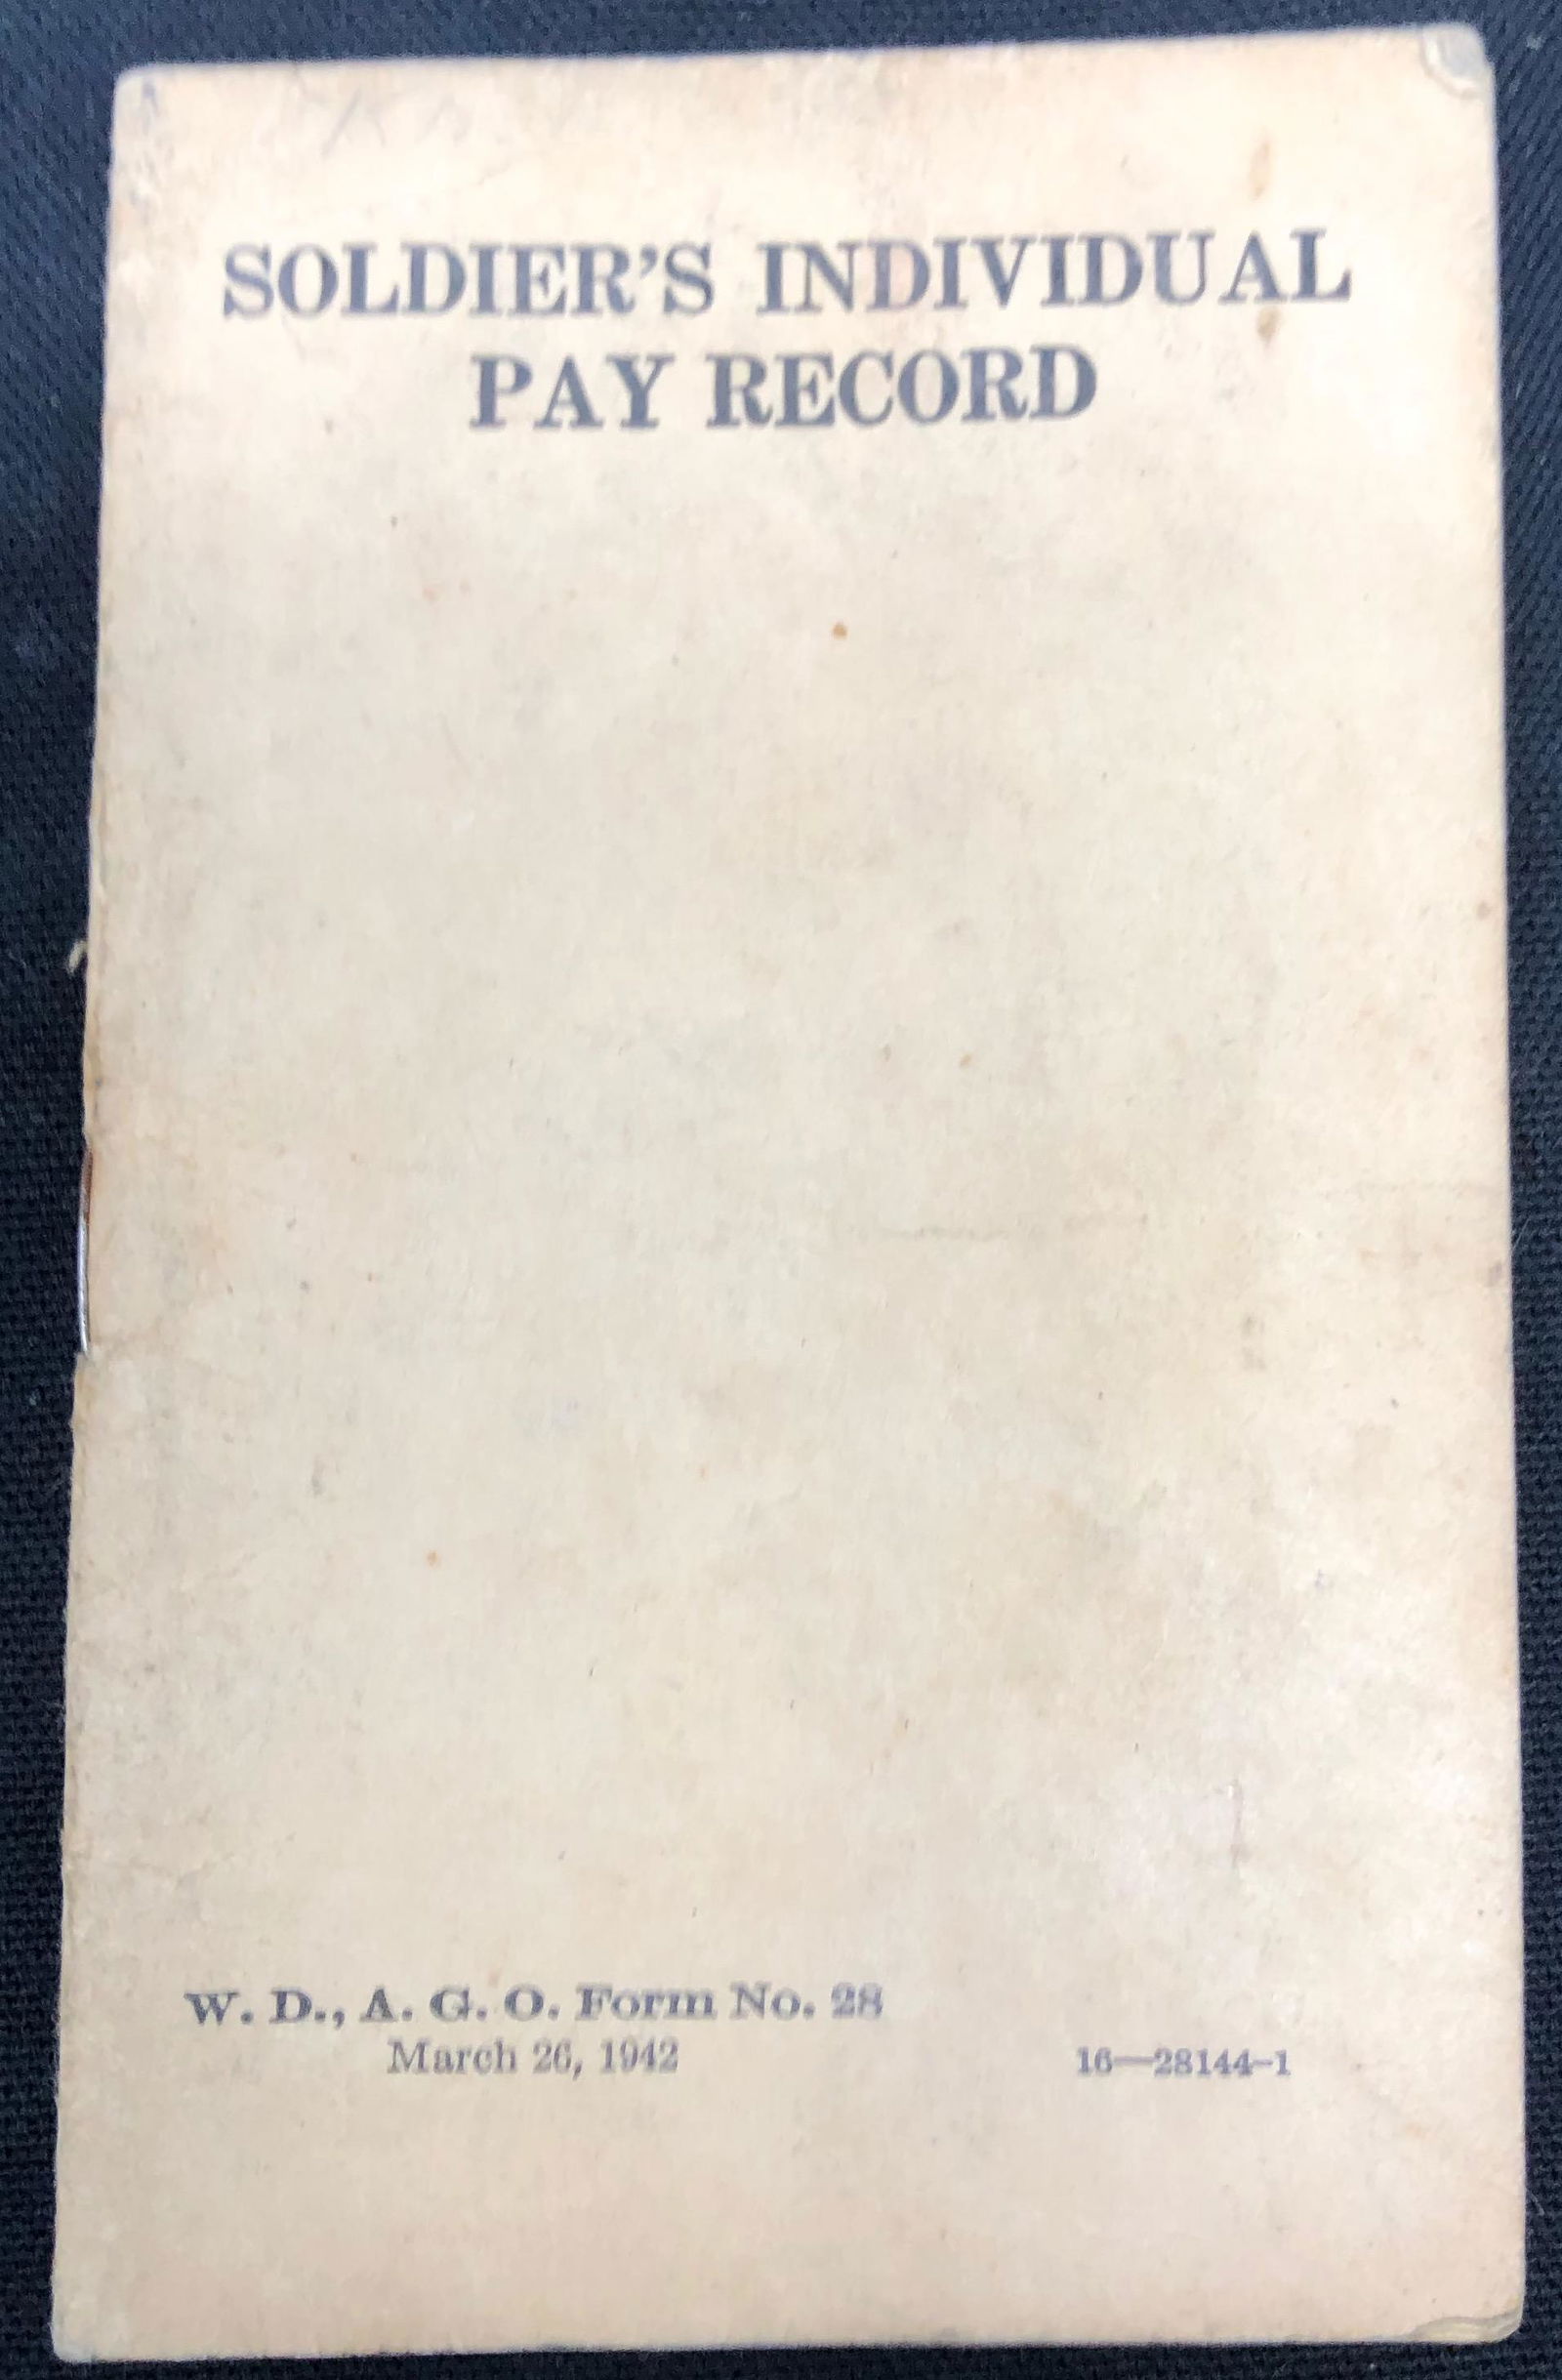 SOLDIER'S INDIVIDUAL
PAY RECORD
W. D., A. G. O. Form No. 28
March 26, 1942
16—28144-1